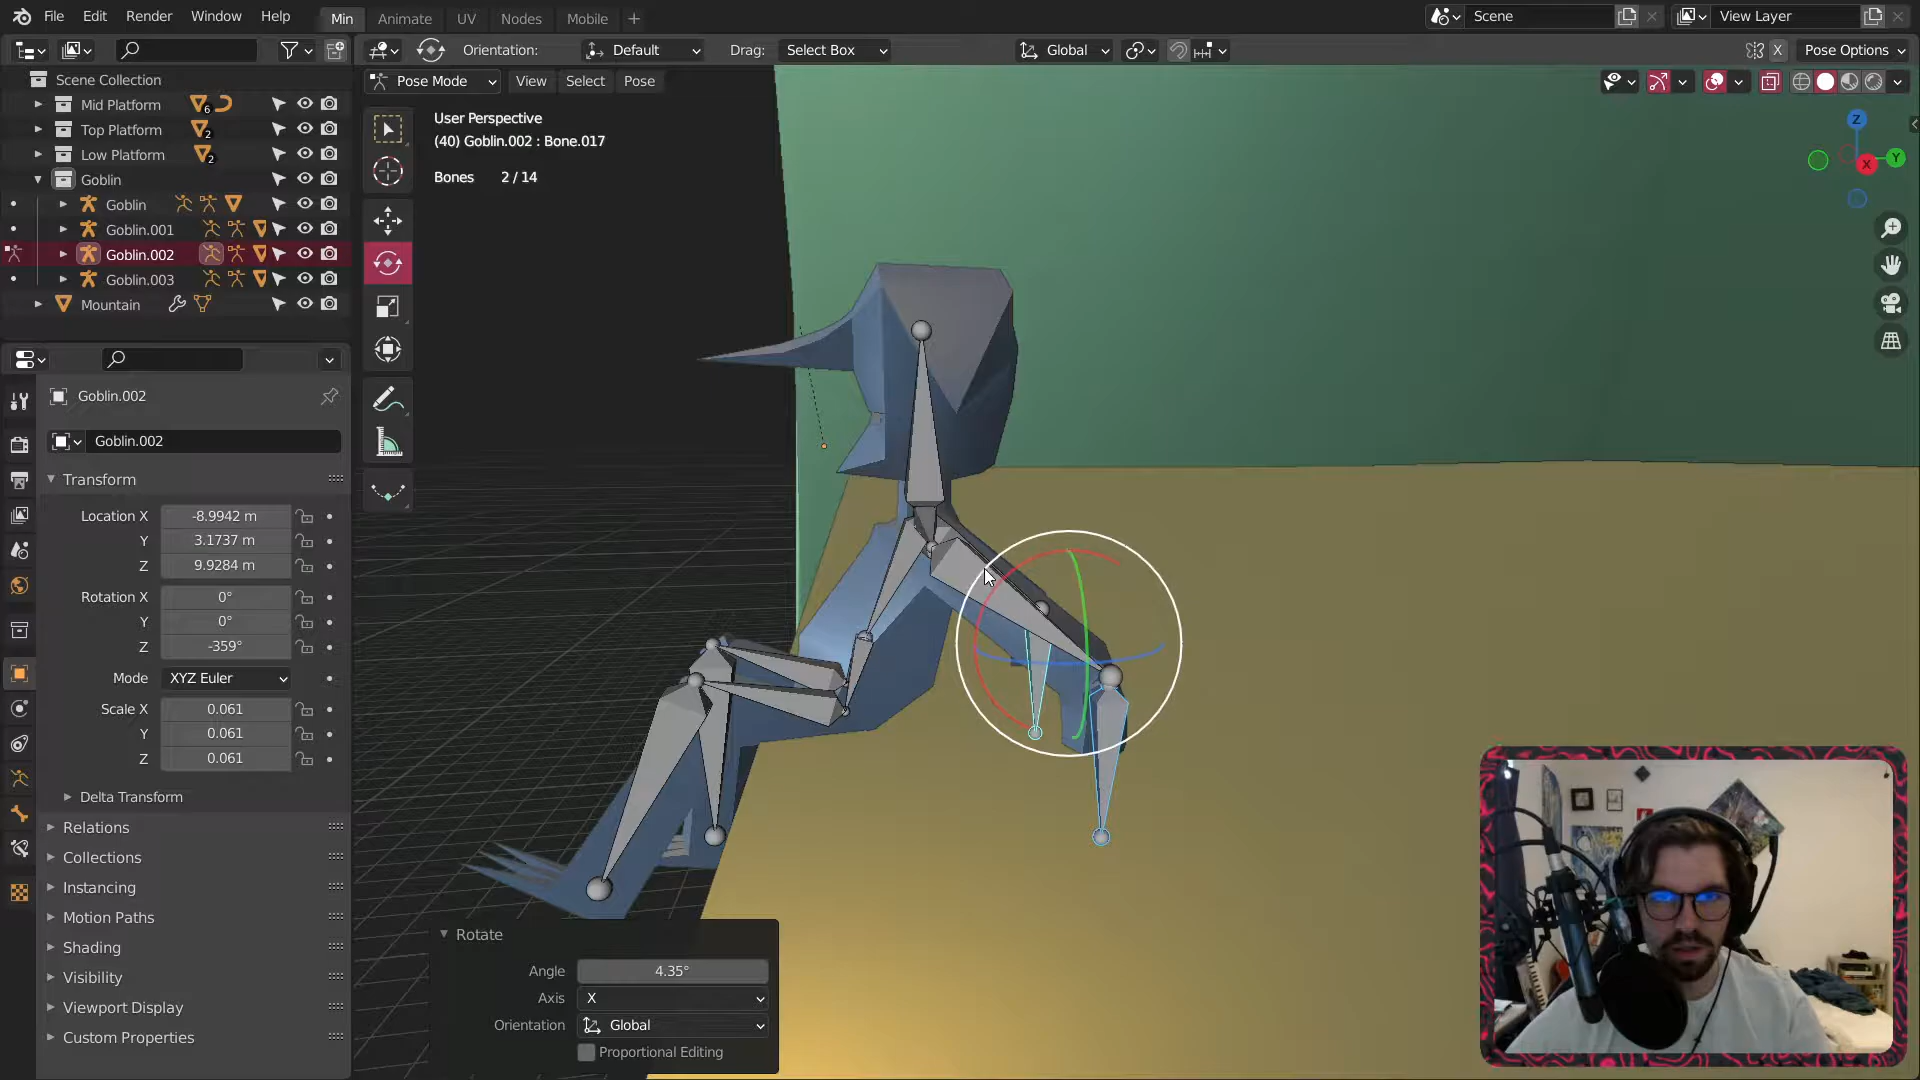 File Edit Render Window Help Min Animate UV Nodes Mobile + Scene View Layer
Orientation: Default Drag: Select Box Global X Pose Options
Scene Collection
Mid Platform 6
Top Platform 2
Low Platform 2
Goblin
Goblin
Goblin.001
Goblin.002
Goblin.003
Mountain
Pose Mode View Select Pose
User Perspective
(40) Goblin.002 : Bone.017
Bones 2 / 14
Z
Y
X
Goblin.002
Goblin.002
Transform
Location X -8.9942 m
Y 3.1737 m
Z 9.9284 m
Rotation X 0°
Y 0°
Z -359°
Mode XYZ Euler
Scale X 0.061
Y 0.061
Z 0.061
Delta Transform
Relations
Collections
Instancing
Motion Paths
Shading
Visibility
Viewport Display
Custom Properties
Rotate
Angle 4.35°
Axis X
Orientation Global
Proportional Editing